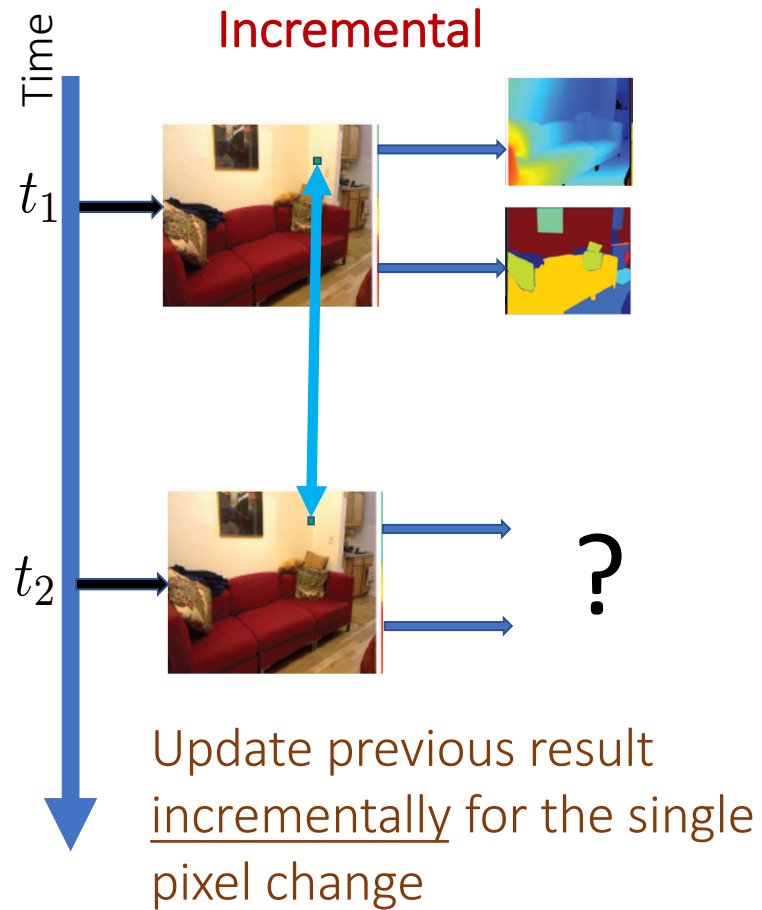 Incremental
Time
t₁
t₂
?
Update previous result
incrementally for the single
pixel change